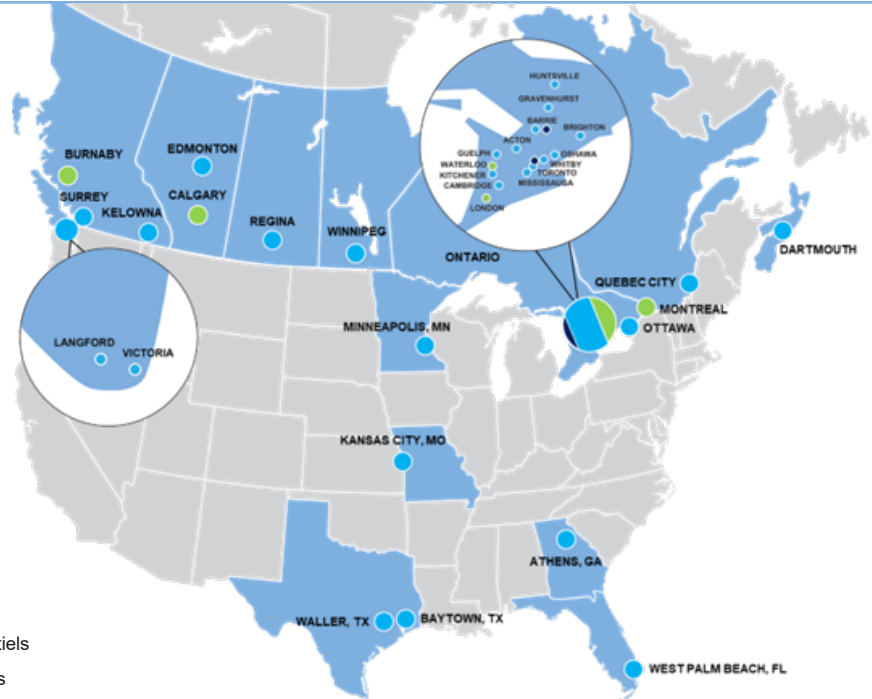 HUNTSVILLE
GRAVENHURST
BARRIE
BRIGHTON
ACTON
GUELPH
OSHAWA
WATERLOO
WHITBY
KITCHENER
TORONTO
CAMBRIDGE
MISSISSAUGA
LONDON
BURNABY
EDMONTON
SURREY
CALGARY
KELOWNA
REGINA
WINNIPEG
ONTARIO
DARTMOUTH
QUEBEC CITY
MONTREAL
OTTAWA
MINNEAPOLIS, MN
LANGFORD
VICTORIA
KANSAS CITY, MO
ATHENS, GA
WALLER, TX
BAYTOWN, TX
WEST PALM BEACH, FL
tiels
s